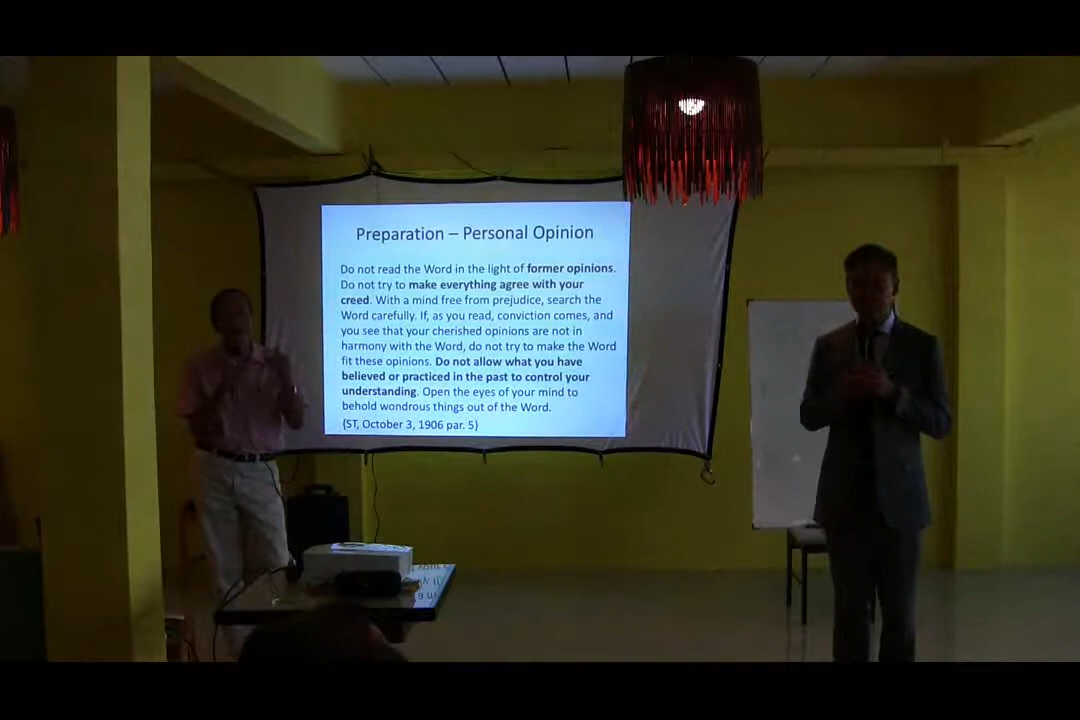 Preparation – Personal Opinion
Do not read the Word in the light of former opinions.
Do not try to make everything agree with your
creed. With a mind free from prejudice, search the
Word carefully. If, as you read, conviction comes, and
you see that your cherished opinions are not in
harmony with the Word, do not try to make the Word
fit these opinions. Do not allow what you have
believed or practiced in the past to control your
understanding. Open the eyes of your mind to
behold wondrous things out of the Word.
{ST, October 3, 1906 par. 5}